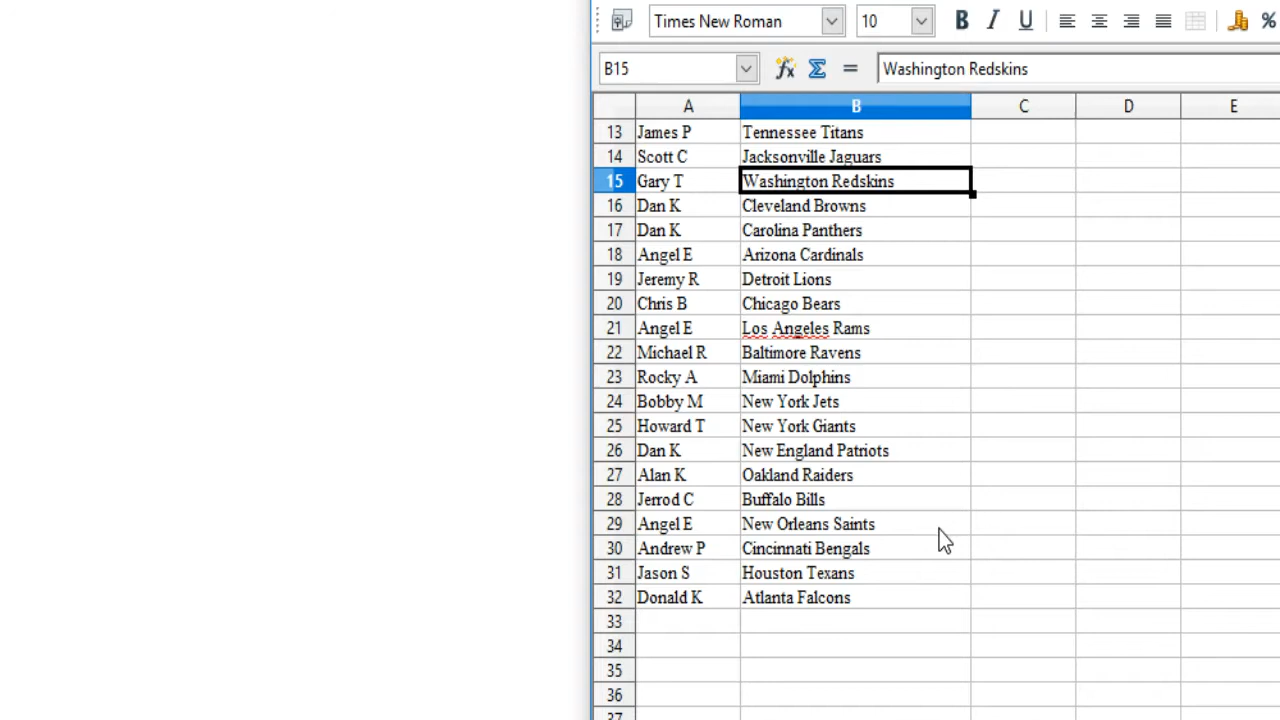 Times New Roman 10 B I U %
B15 fx Σ = Washington Redskins
A B C D E
13 James P Tennessee Titans
14 Scott C Jacksonville Jaguars
15 Gary T Washington Redskins
16 Dan K Cleveland Browns
17 Dan K Carolina Panthers
18 Angel E Arizona Cardinals
19 Jeremy R Detroit Lions
20 Chris B Chicago Bears
21 Angel E Los Angeles Rams
22 Michael R Baltimore Ravens
23 Rocky A Miami Dolphins
24 Bobby M New York Jets
25 Howard T New York Giants
26 Dan K New England Patriots
27 Alan K Oakland Raiders
28 Jerrod C Buffalo Bills
29 Angel E New Orleans Saints
30 Andrew P Cincinnati Bengals
31 Jason S Houston Texans
32 Donald K Atlanta Falcons
33
34
35
36
37